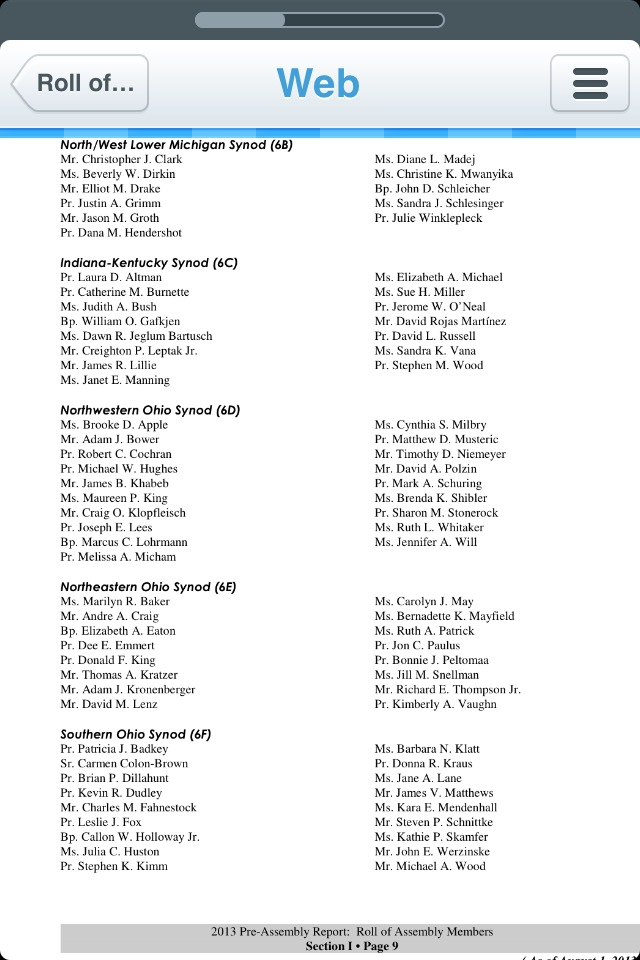 Roll of...
Web
North/West Lower Michigan Synod (6B)
Mr. Christopher J. Clark
Ms. Beverly W. Dirkin
Mr. Elliot M. Drake
Pr. Justin A. Grimm
Mr. Jason M. Groth
Pr. Dana M. Hendershot
Ms. Diane L. Madej
Ms. Christine K. Mwanyika
Bp. John D. Schleicher
Ms. Sandra J. Schlesinger
Pr. Julie Winklepleck
Indiana-Kentucky Synod (6C)
Pr. Laura D. Altman
Pr. Catherine M. Burnette
Ms. Judith A. Bush
Bp. William O. Gafkjen
Ms. Dawn R. Jeglum Bartusch
Mr. Creighton P. Leptak Jr.
Mr. James R. Lillie
Ms. Janet E. Manning
Ms. Elizabeth A. Michael
Ms. Sue H. Miller
Pr. Jerome W. O'Neal
Mr. David Rojas Martínez
Pr. David L. Russell
Ms. Sandra K. Vana
Pr. Stephen M. Wood
Northwestern Ohio Synod (6D)
Ms. Brooke D. Apple
Mr. Adam J. Bower
Pr. Robert C. Cochran
Pr. Michael W. Hughes
Mr. James B. Khabeb
Ms. Maureen P. King
Mr. Craig O. Klopfleisch
Pr. Joseph E. Lees
Bp. Marcus C. Lohrmann
Pr. Melissa A. Micham
Ms. Cynthia S. Milbry
Pr. Matthew D. Musteric
Mr. Timothy D. Niemeyer
Mr. David A. Polzin
Pr. Mark A. Schuring
Ms. Brenda K. Shibler
Pr. Sharon M. Stonerock
Ms. Ruth L. Whitaker
Ms. Jennifer A. Will
Northeastern Ohio Synod (6E)
Ms. Marilyn R. Baker
Mr. Andre A. Craig
Bp. Elizabeth A. Eaton
Pr. Dee E. Emmert
Pr. Donald F. King
Mr. Thomas A. Kratzer
Mr. Adam J. Kronenberger
Mr. David M. Lenz
Ms. Carolyn J. May
Ms. Bernadette K. Mayfield
Ms. Ruth A. Patrick
Pr. Jon C. Paulus
Pr. Bonnie J. Peltomaa
Ms. Jill M. Snellman
Mr. Richard E. Thompson Jr.
Pr. Kimberly A. Vaughn
Southern Ohio Synod (6F)
Pr. Patricia J. Badkey
Sr. Carmen Colon-Brown
Pr. Brian P. Dillahunt
Pr. Kevin R. Dudley
Mr. Charles M. Fahnestock
Pr. Leslie J. Fox
Bp. Callon W. Holloway Jr.
Ms. Julia C. Huston
Pr. Stephen K. Kimm
Ms. Barbara N. Klatt
Pr. Donna R. Kraus
Ms. Jane A. Lane
Mr. James V. Matthews
Ms. Kara E. Mendenhall
Mr. Steven P. Schnittke
Ms. Kathie P. Skamfer
Mr. John E. Werzinske
Mr. Michael A. Wood
2013 Pre-Assembly Report: Roll of Assembly Members
Section I • Page 9
( As of August 1, 2013